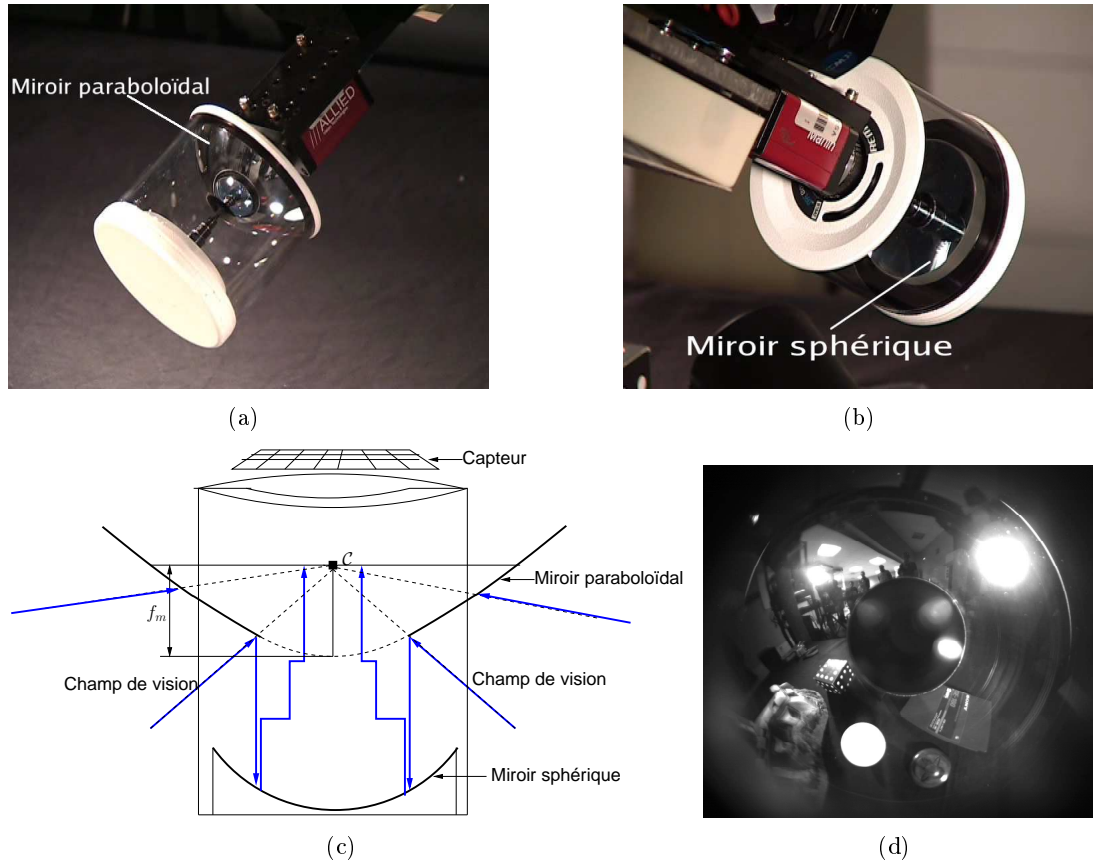 Miroir paraboloïdal
ALLIED
MARLIN
Miroir sphérique
(a)
(b)
Capteur
C
Miroir paraboloïdal
f_m
Champ de vision
Champ de vision
Miroir sphérique
(c)
(d)